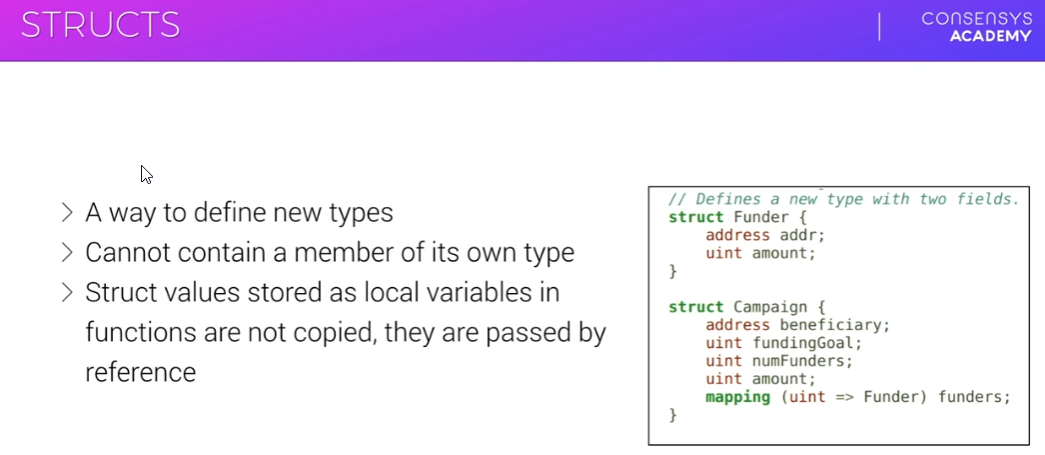 STRUCTS
CONSENSYS
ACADEMY
> A way to define new types
> Cannot contain a member of its own type
> Struct values stored as local variables in
functions are not copied, they are passed by
reference
// Defines a new type with two fields.
struct Funder {
    address addr;
    uint amount;
}
struct Campaign {
    address beneficiary;
    uint fundingGoal;
    uint numFunders;
    uint amount;
    mapping (uint => Funder) funders;
}